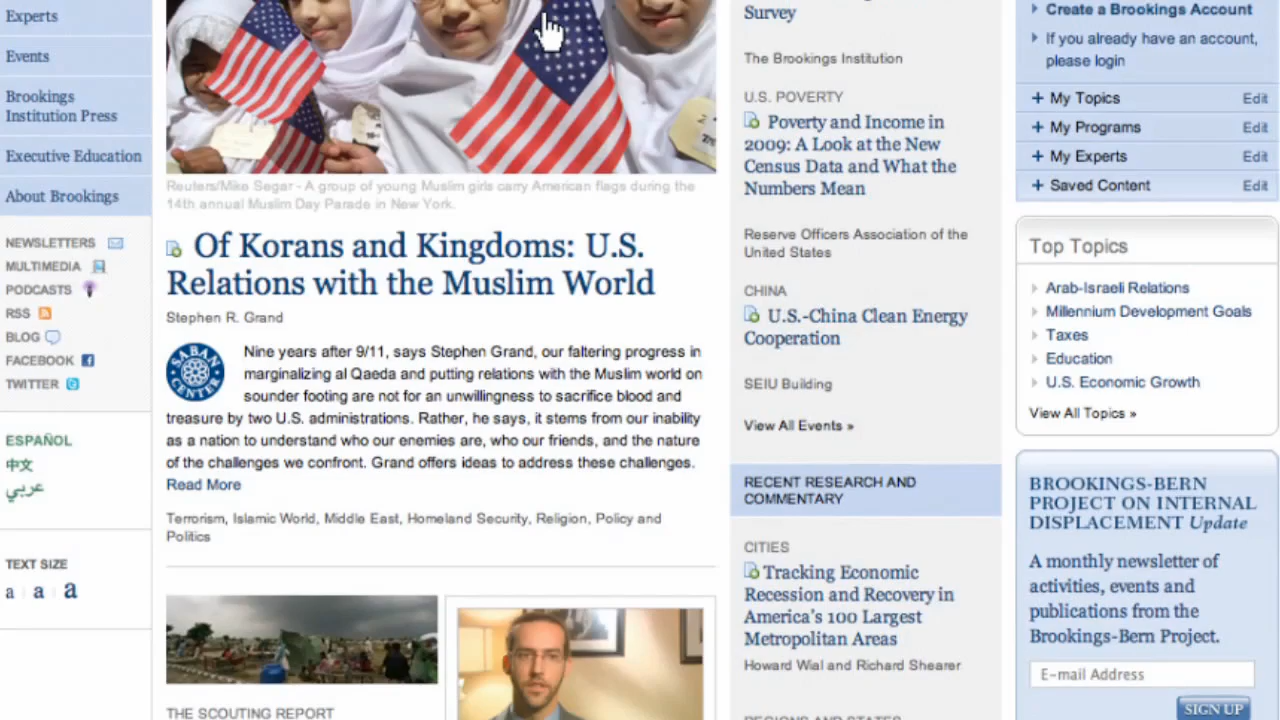 Experts
Events
Brookings
Institution Press
Executive Education
About Brookings
NEWSLETTERS
MULTIMEDIA
PODCASTS
RSS
BLOG
FACEBOOK
TWITTER
ESPAÑOL
中文
عربي
TEXT SIZE
a a a
Reuters/Mike Segar - A group of young Muslim girls carry American flags during the
14th annual Muslim Day Parade in New York.
Of Korans and Kingdoms: U.S.
Relations with the Muslim World
Stephen R. Grand
SABAN
CENTER
Nine years after 9/11, says Stephen Grand, our faltering progress in
marginalizing al Qaeda and putting relations with the Muslim world on
sounder footing are not for an unwillingness to sacrifice blood and
treasure by two U.S. administrations. Rather, he says, it stems from our inability
as a nation to understand who our enemies are, who our friends, and the nature
of the challenges we confront. Grand offers ideas to address these challenges.
Read More
Terrorism, Islamic World, Middle East, Homeland Security, Religion, Policy and
Politics
THE SCOUTING REPORT
Survey
The Brookings Institution
U.S. POVERTY
Poverty and Income in
2009: A Look at the New
Census Data and What the
Numbers Mean
Reserve Officers Association of the
United States
CHINA
U.S.-China Clean Energy
Cooperation
SEIU Building
View All Events »
RECENT RESEARCH AND
COMMENTARY
CITIES
Tracking Economic
Recession and Recovery in
America's 100 Largest
Metropolitan Areas
Howard Wial and Richard Shearer
Create a Brookings Account
If you already have an account,
please login
+ My Topics Edit
+ My Programs Edit
+ My Experts Edit
+ Saved Content Edit
Top Topics
Arab-Israeli Relations
Millennium Development Goals
Taxes
Education
U.S. Economic Growth
View All Topics »
BROOKINGS-BERN
PROJECT ON INTERNAL
DISPLACEMENT Update
A monthly newsletter of
activities, events and
publications from the
Brookings-Bern Project.
E-mail Address
SIGN UP